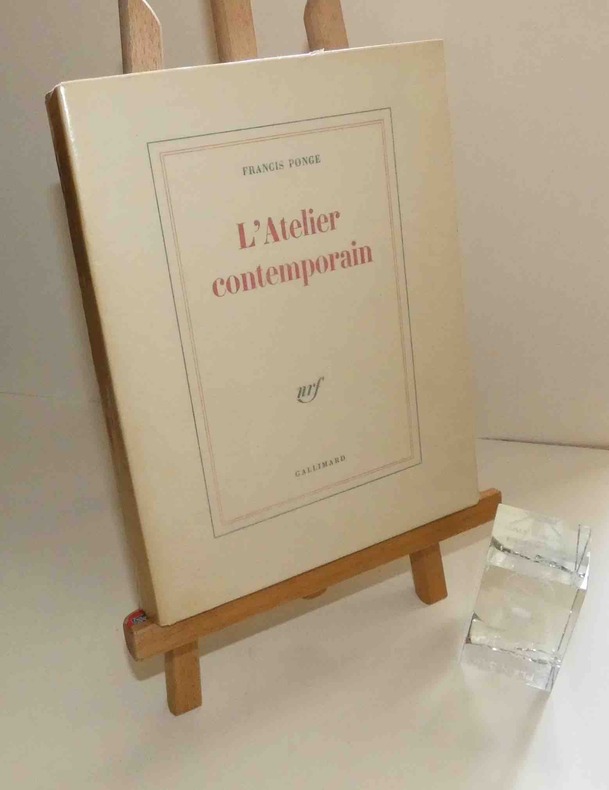 FRANCIS PONGE
L'Atelier
contemporain
nrf
GALLIMARD